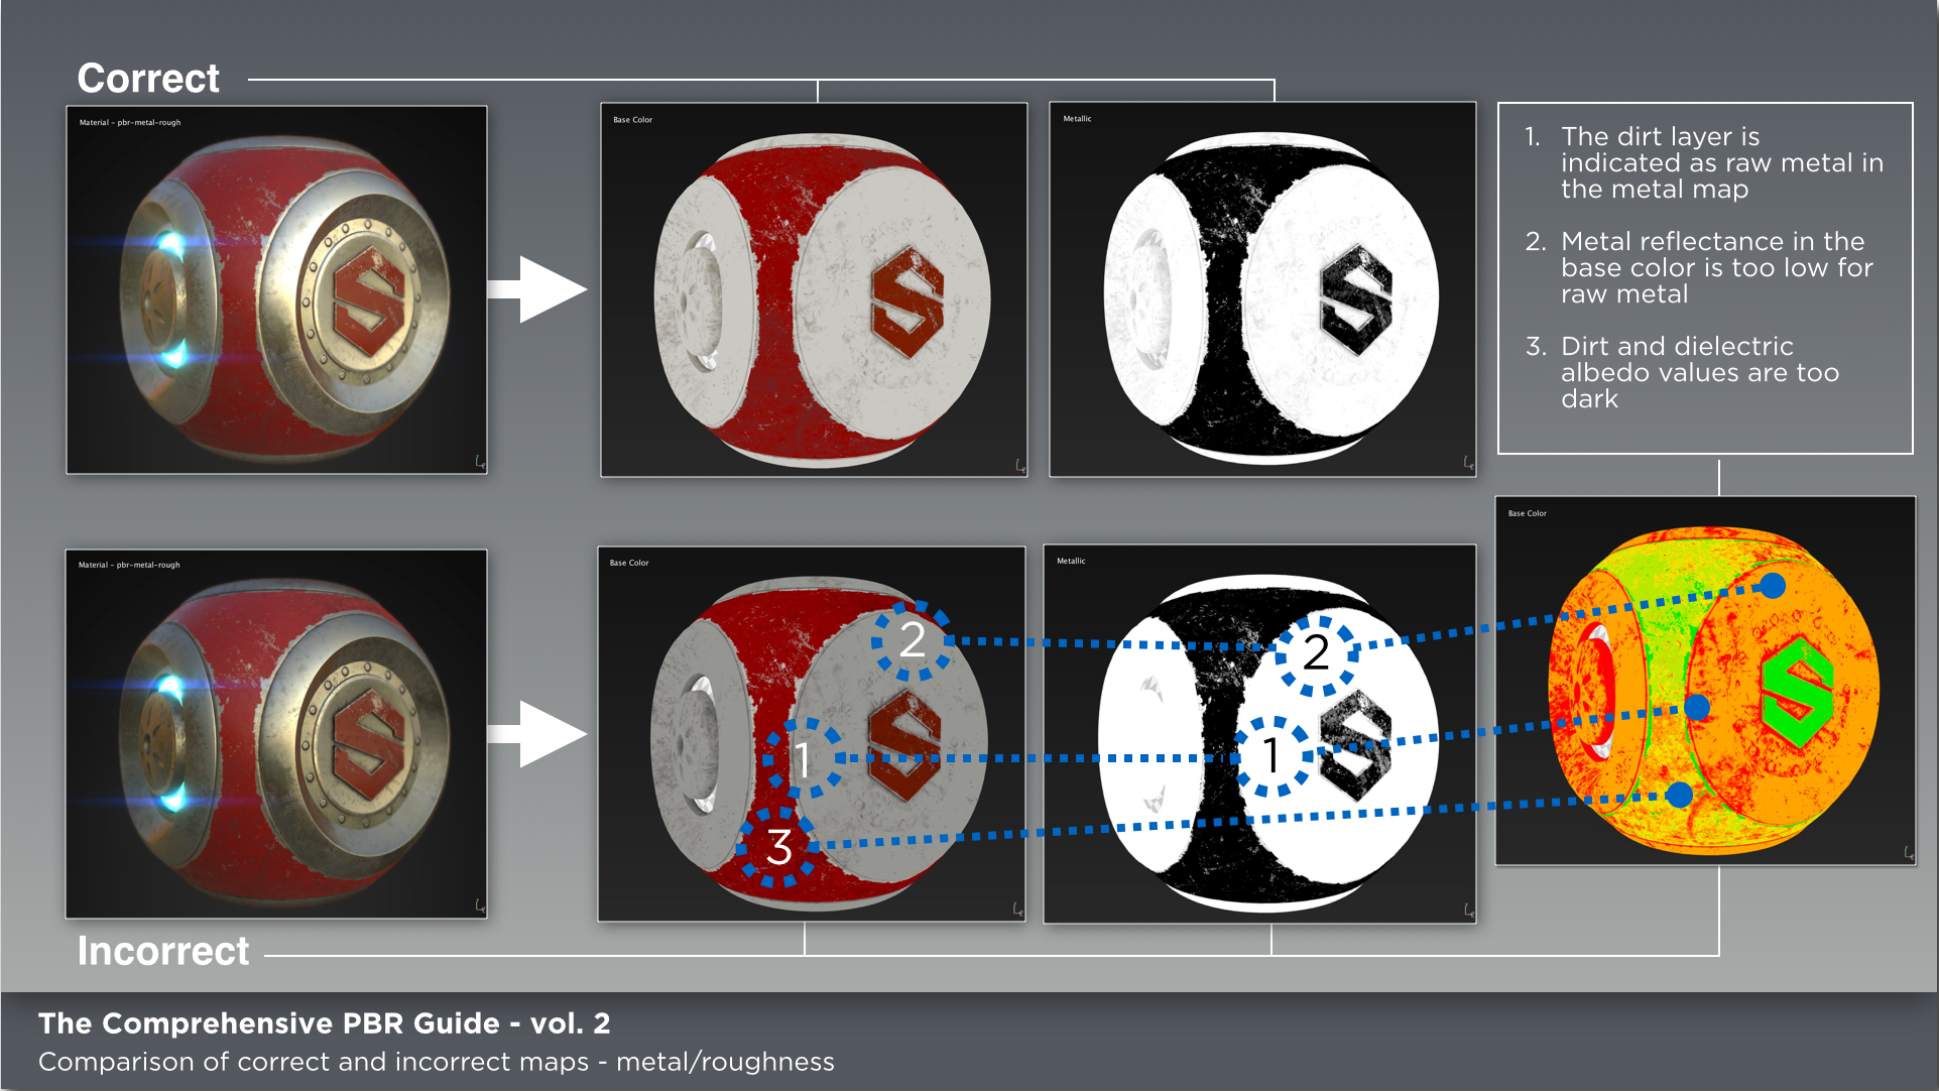 Correct
Material - pbr-metal-rough
Base Color
Metallic
1. The dirt layer is
indicated as raw metal in
the metal map
2. Metal reflectance in the
base color is too low for
raw metal
3. Dirt and dielectric
albedo values are too
dark
S
S
S
Material - pbr-metal-rough
Base Color
Metallic
Base Color
S
S
S
S
2
2
1
1
3
Incorrect
The Comprehensive PBR Guide - vol. 2
Comparison of correct and incorrect maps - metal/roughness